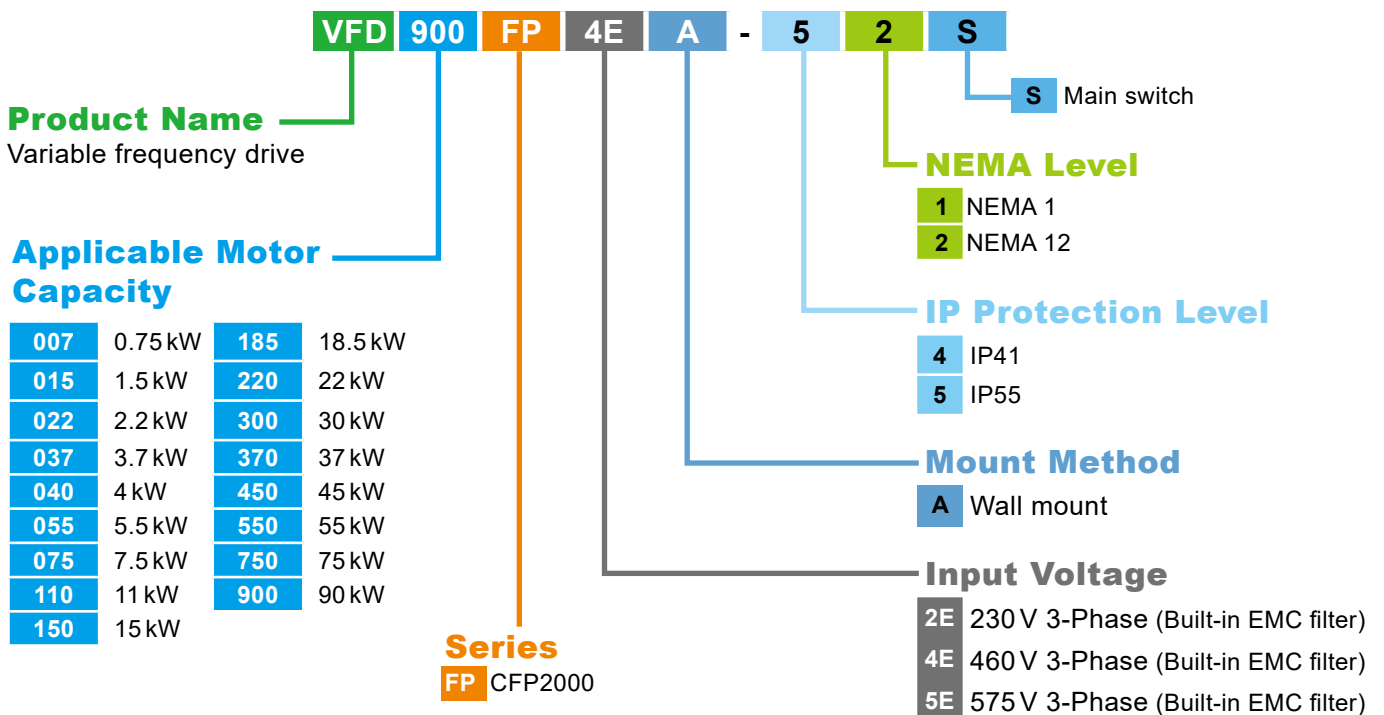 VFD 900 FP 4E A - 5 2 S
S Main switch
Product Name
Variable frequency drive
NEMA Level
1 NEMA 1
2 NEMA 12
Applicable Motor
Capacity
007 0.75 kW 185 18.5 kW
015 1.5 kW 220 22 kW
022 2.2 kW 300 30 kW
037 3.7 kW 370 37 kW
040 4 kW 450 45 kW
055 5.5 kW 550 55 kW
075 7.5 kW 750 75 kW
110 11 kW 900 90 kW
150 15 kW
IP Protection Level
4 IP41
5 IP55
Mount Method
A Wall mount
Input Voltage
2E 230 V 3-Phase (Built-in EMC filter)
4E 460 V 3-Phase (Built-in EMC filter)
5E 575 V 3-Phase (Built-in EMC filter)
Series
FP CFP2000